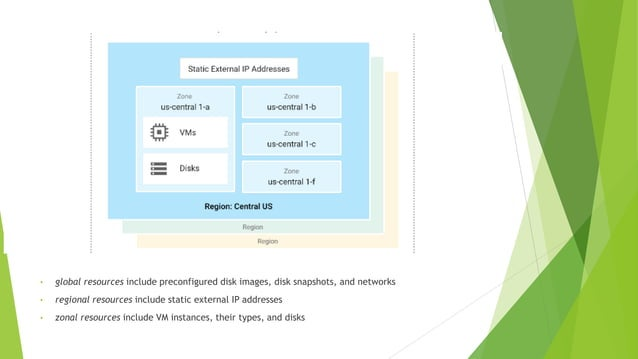 Static External IP Addresses
Zone
us-central 1-a
VMs
Disks
Zone
us-central 1-b
Zone
us-central 1-c
Zone
us-central 1-f
Region: Central US
Region
Region
• global resources include preconfigured disk images, disk snapshots, and networks
• regional resources include static external IP addresses
• zonal resources include VM instances, their types, and disks